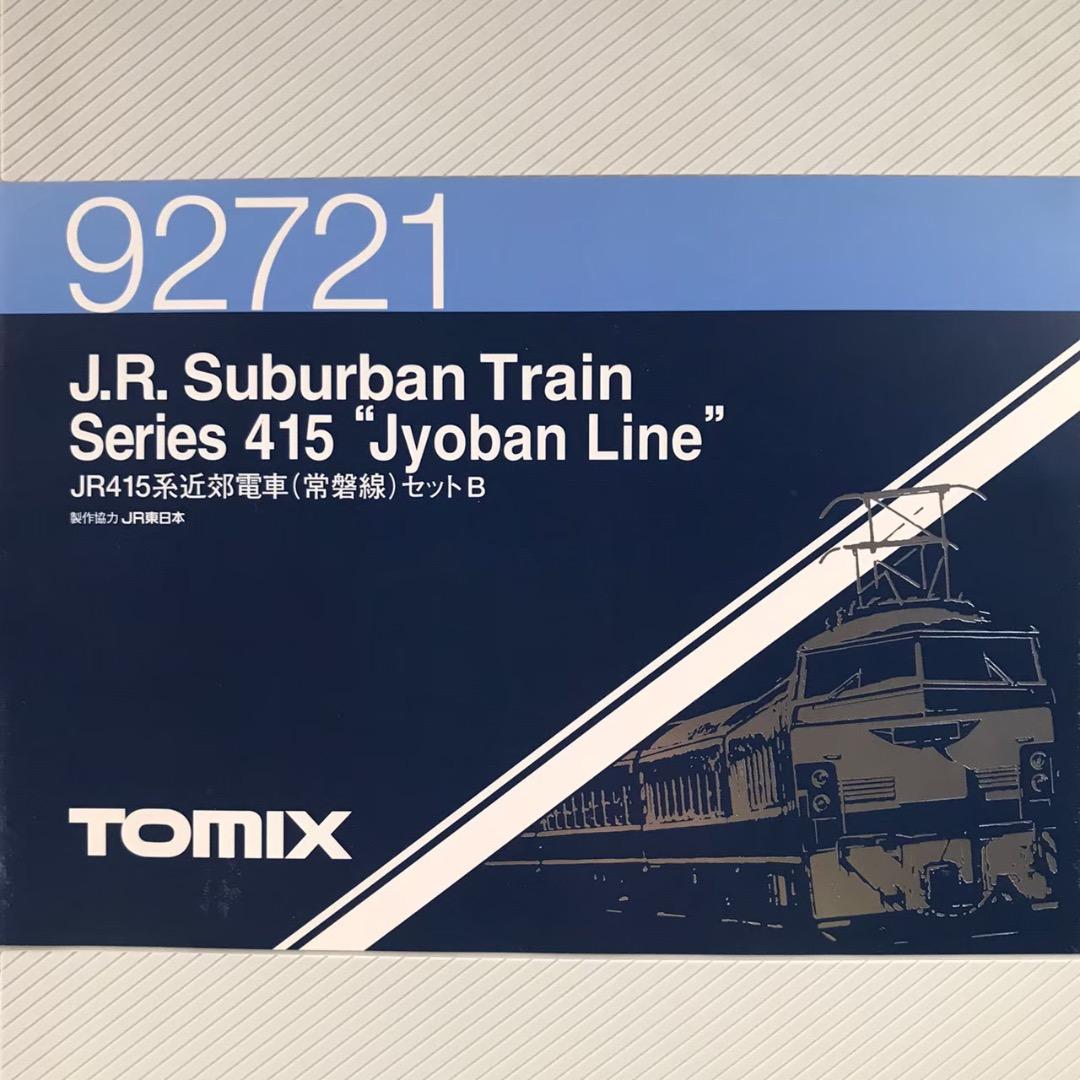 92721
J.R. Suburban Train
Series 415 “Jyoban Line”
JR415系近郊電車(常磐線)セットB
製作協力 JR東日本
TOMIX